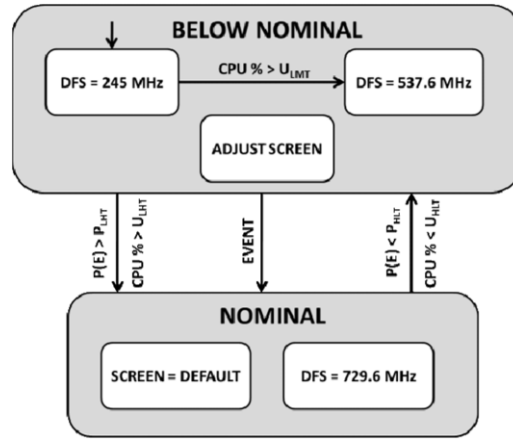 BELOW NOMINAL
DFS = 245 MHz
CPU % > U_LMT
DFS = 537.6 MHz
ADJUST SCREEN
P(E) > P_LHT
CPU % > U_LHT
EVENT
P(E) < P_HLT
CPU % < U_HLT
NOMINAL
SCREEN = DEFAULT
DFS = 729.6 MHz